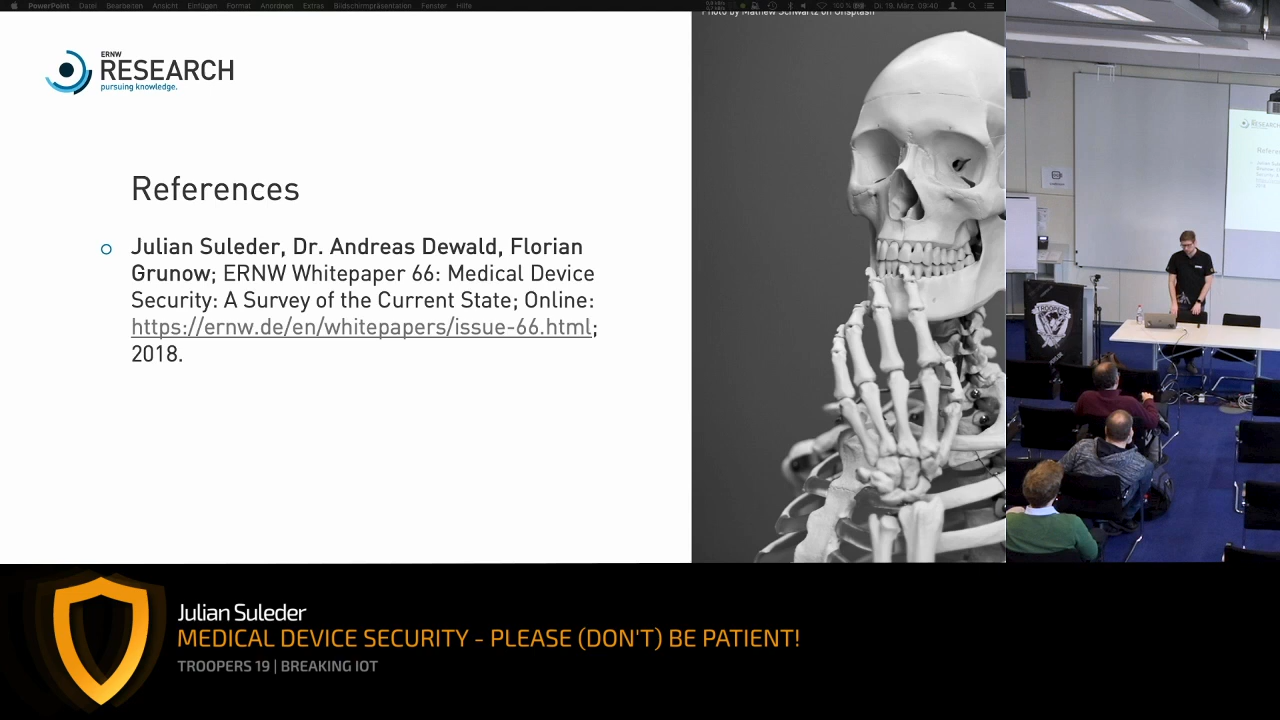 PowerPoint Datei Bearbeiten Ansicht Einfügen Format Anordnen Extras Bildschirmpräsentation Fenster Hilfe
100 % Di. 19. März 09:40
Photo by Mathew Schwartz on Unsplash
ERNW
RESEARCH
pursuing knowledge.
References
Julian Suleder, Dr. Andreas Dewald, Florian
Grunow; ERNW Whitepaper 66: Medical Device
Security: A Survey of the Current State; Online:
https://ernw.de/en/whitepapers/issue-66.html;
2018.
RESEARCH
TROOPERS
Julian Suleder
MEDICAL DEVICE SECURITY - PLEASE (DON'T) BE PATIENT!
TROOPERS 19 | BREAKING IOT